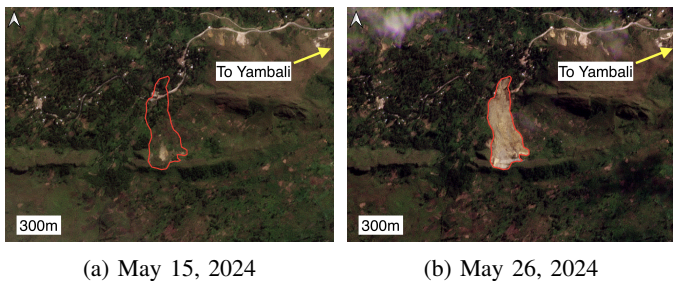 To Yambali
300m
To Yambali
300m
(a) May 15, 2024
(b) May 26, 2024